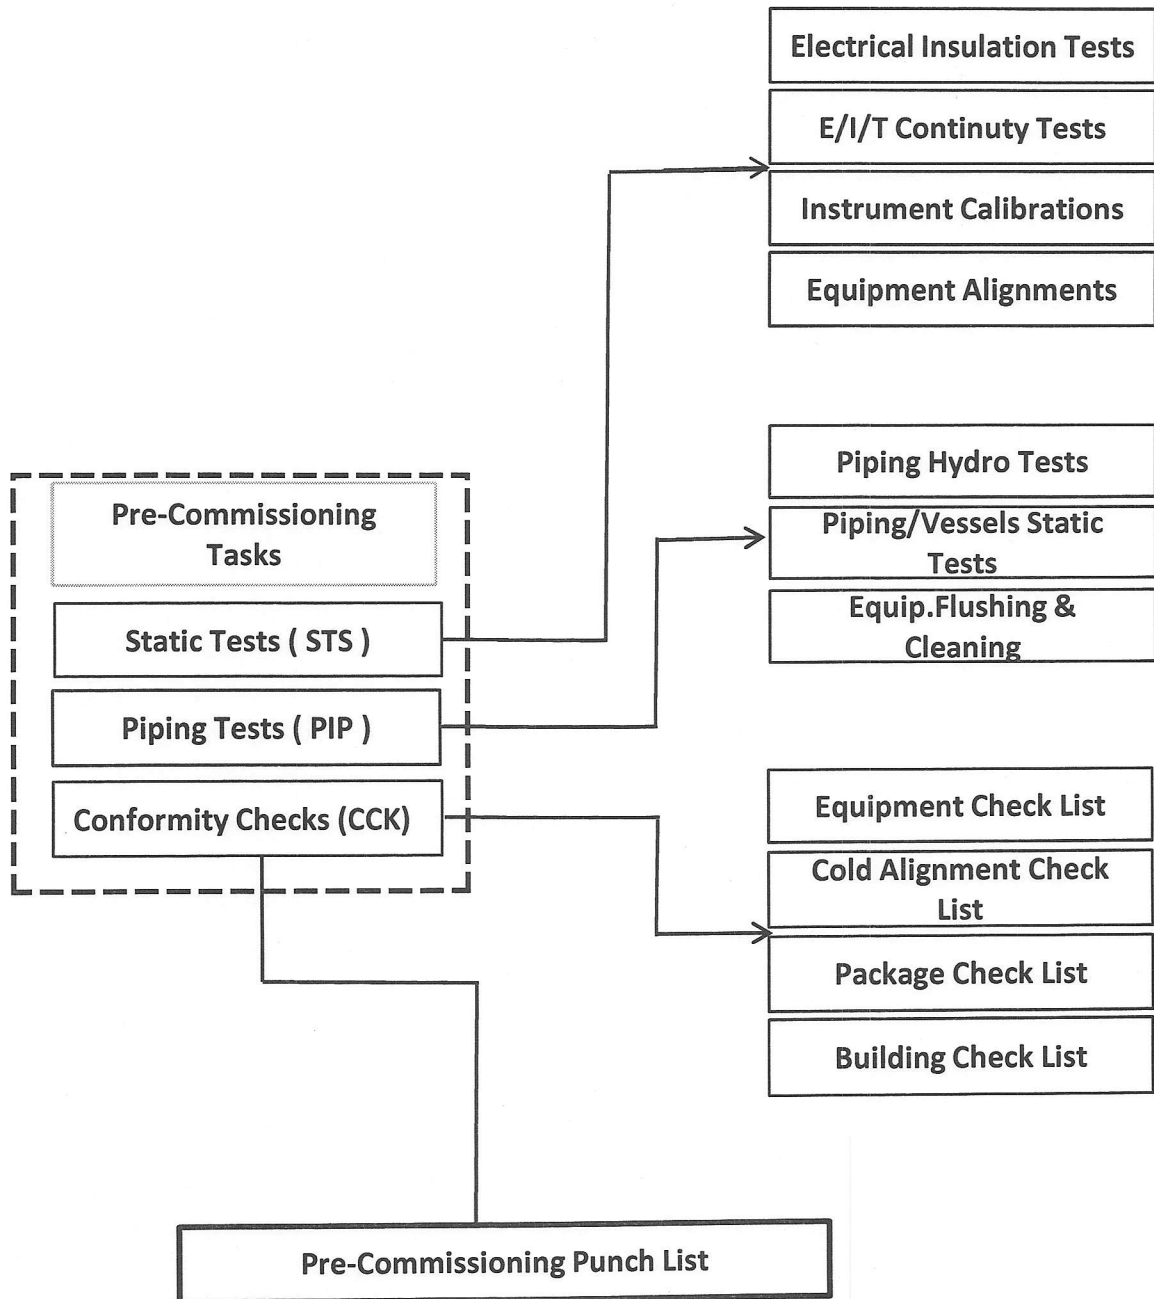 Electrical Insulation Tests
E/I/T Continuty Tests
Instrument Calibrations
Equipment Alignments
Piping Hydro Tests
Piping/Vessels Static
Tests
Equip.Flushing &
Cleaning
Pre-Commissioning
Tasks
Static Tests ( STS )
Piping Tests ( PIP )
Conformity Checks (CCK)
Equipment Check List
Cold Alignment Check
List
Package Check List
Building Check List
Pre-Commissioning Punch List